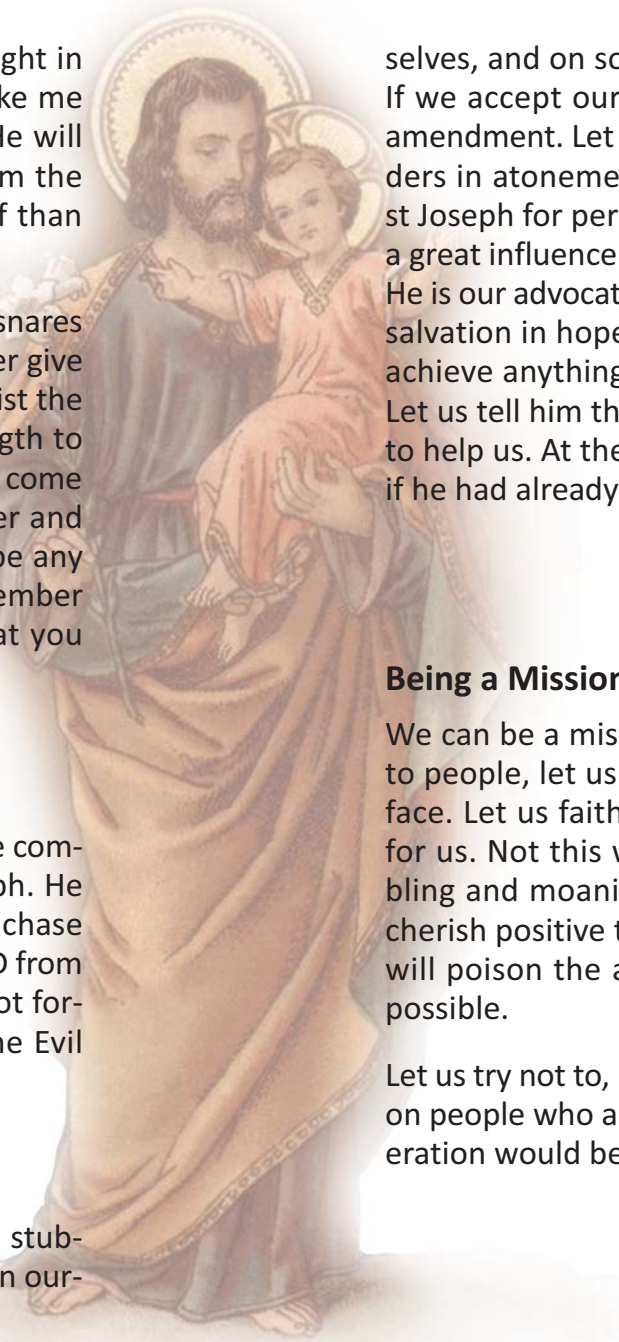 ght in
ke me
He will
m the
f than
snares
er give
ist the
gth to
come
er and
be any
ember
at you
e com-
ph. He
chase
D from
ot for-
he Evil
stub-
n our-
selves, and on so
If we accept our
amendment. Let
ders in atoneme
st Joseph for per
a great influence
He is our advocat
salvation in hope
achieve anything
Let us tell him th
to help us. At the
if he had already
Being a Mission
We can be a mis
to people, let us
face. Let us faith
for us. Not this w
bling and moani
cherish positive t
will poison the a
possible.
Let us try not to,
on people who a
eration would be